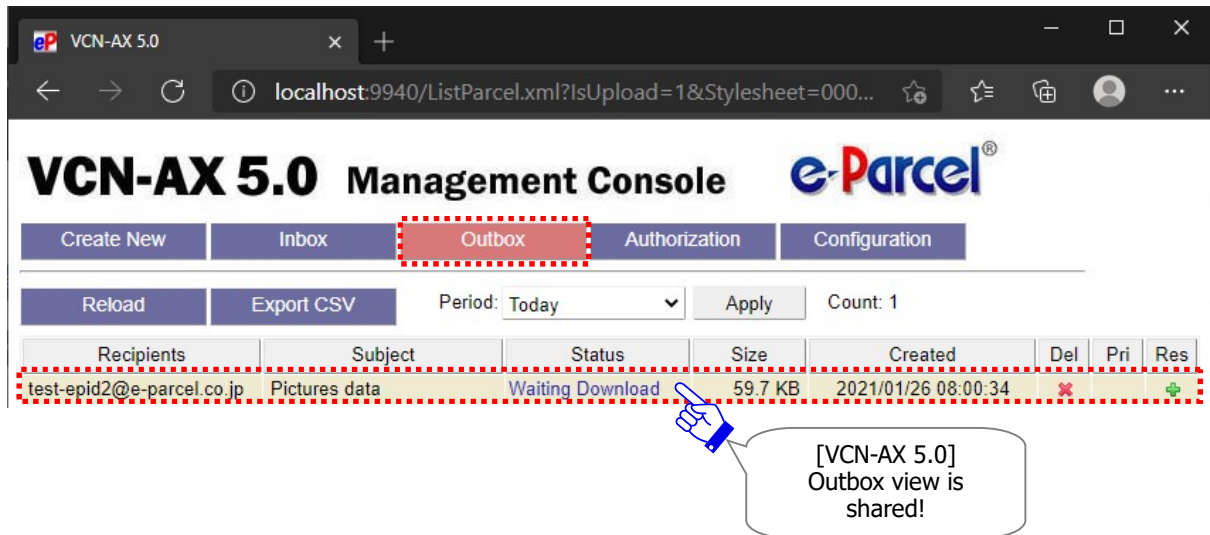 eP VCN-AX 5.0
localhost:9940/ListParcel.xml?IsUpload=1&Stylesheet=000...
VCN-AX 5.0 Management Console e-Parcel®
Create New Inbox Outbox Authorization Configuration
Reload Export CSV Period: Today Apply Count: 1
Recipients Subject Status Size Created Del Pri Res
test-epid2@e-parcel.co.jp Pictures data Waiting Download 59.7 KB 2021/01/26 08:00:34
[VCN-AX 5.0]
Outbox view is
shared!